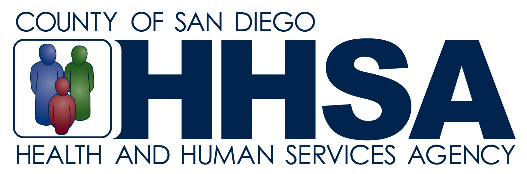 COUNTY OF SAN DIEGO
HHSA
HEALTH AND HUMAN SERVICES AGENCY